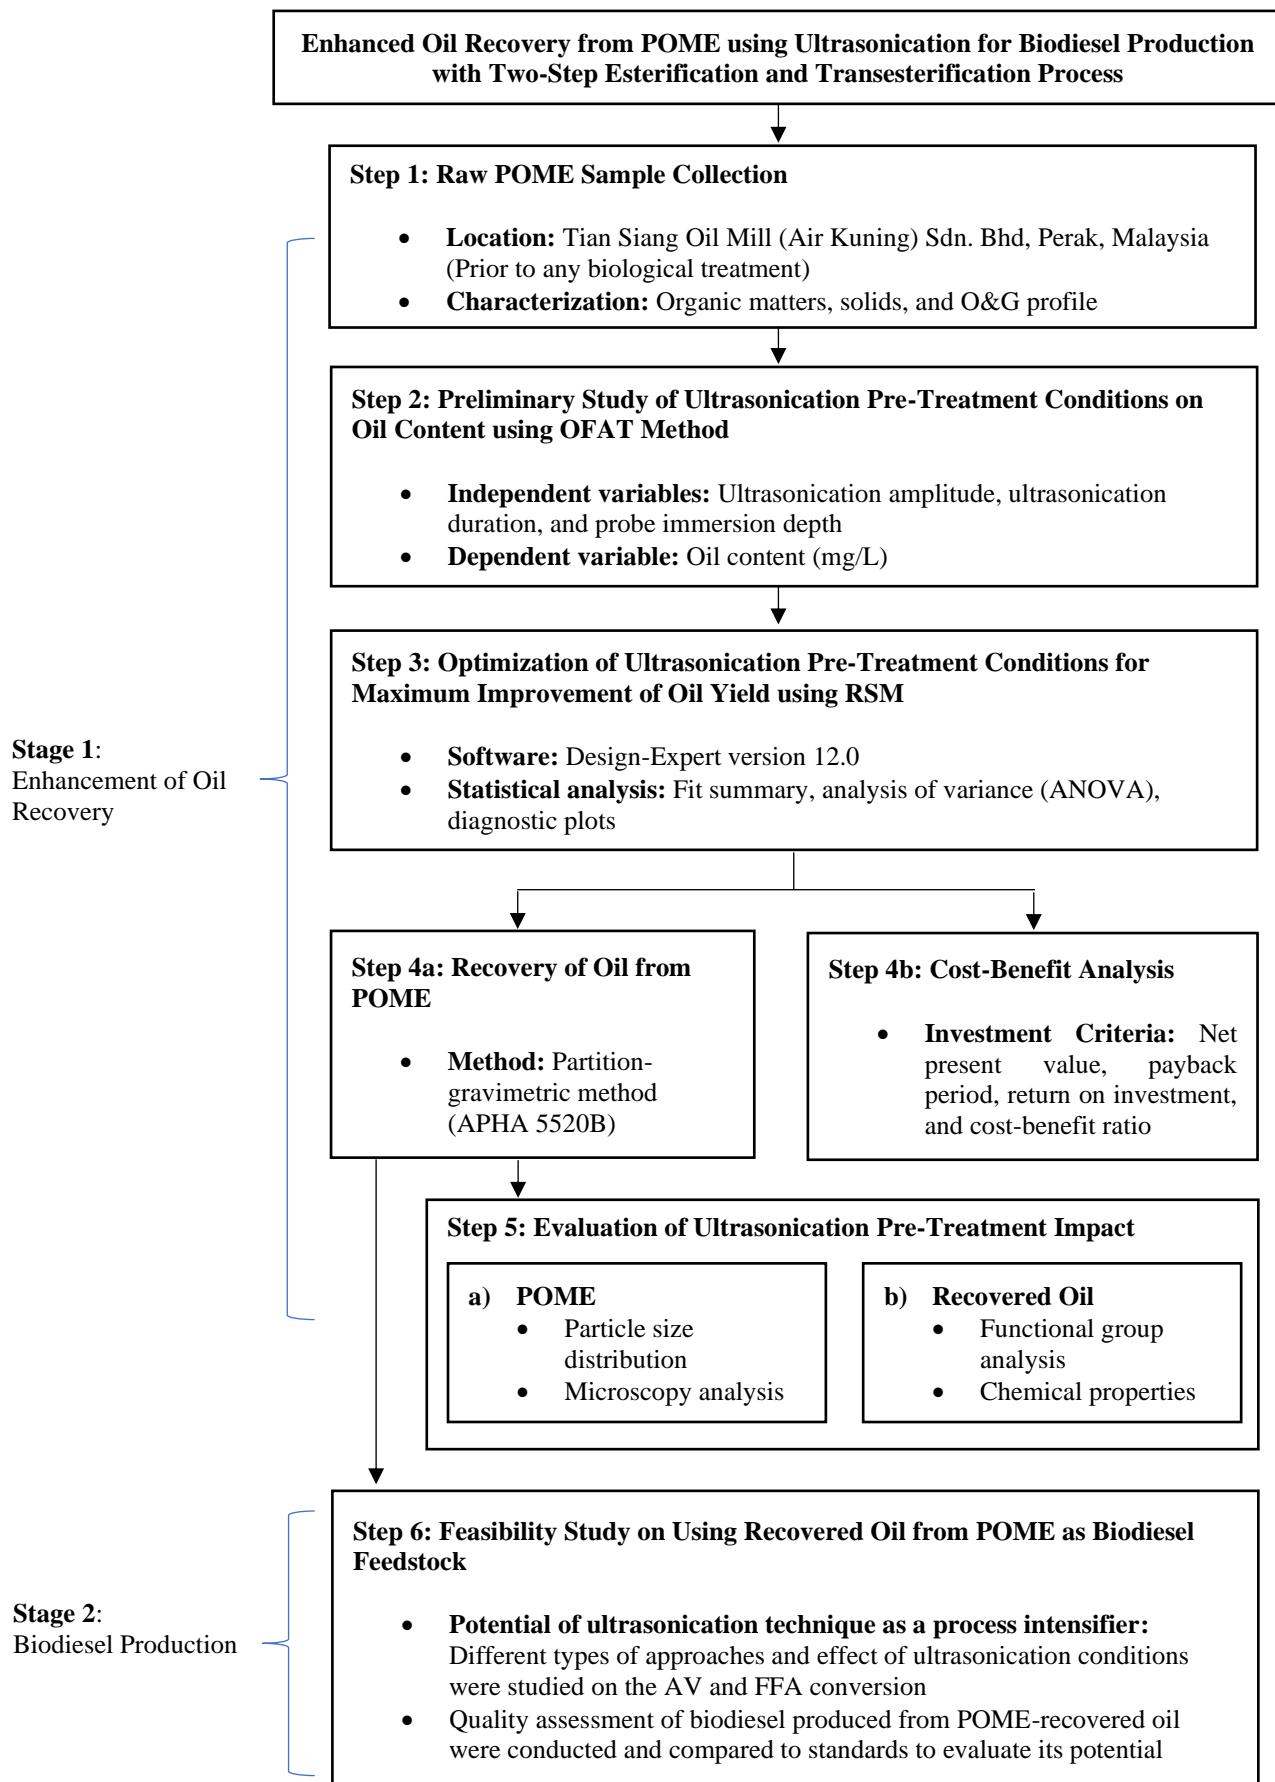 Enhanced Oil Recovery from POME using Ultrasonication for Biodiesel Production
with Two-Step Esterification and Transesterification Process
Step 1: Raw POME Sample Collection
• Location: Tian Siang Oil Mill (Air Kuning) Sdn. Bhd, Perak, Malaysia
(Prior to any biological treatment)
• Characterization: Organic matters, solids, and O&G profile
Step 2: Preliminary Study of Ultrasonication Pre-Treatment Conditions on
Oil Content using OFAT Method
• Independent variables: Ultrasonication amplitude, ultrasonication
duration, and probe immersion depth
• Dependent variable: Oil content (mg/L)
Step 3: Optimization of Ultrasonication Pre-Treatment Conditions for
Maximum Improvement of Oil Yield using RSM
• Software: Design-Expert version 12.0
• Statistical analysis: Fit summary, analysis of variance (ANOVA),
diagnostic plots
Stage 1:
Enhancement of Oil
Recovery
Step 4a: Recovery of Oil from
POME
• Method: Partition-
gravimetric method
(APHA 5520B)
Step 4b: Cost-Benefit Analysis
• Investment Criteria: Net
present value, payback
period, return on investment,
and cost-benefit ratio
Step 5: Evaluation of Ultrasonication Pre-Treatment Impact
a) POME
• Particle size
distribution
• Microscopy analysis
b) Recovered Oil
• Functional group
analysis
• Chemical properties
Step 6: Feasibility Study on Using Recovered Oil from POME as Biodiesel
Feedstock
• Potential of ultrasonication technique as a process intensifier:
Different types of approaches and effect of ultrasonication conditions
were studied on the AV and FFA conversion
• Quality assessment of biodiesel produced from POME-recovered oil
were conducted and compared to standards to evaluate its potential
Stage 2:
Biodiesel Production